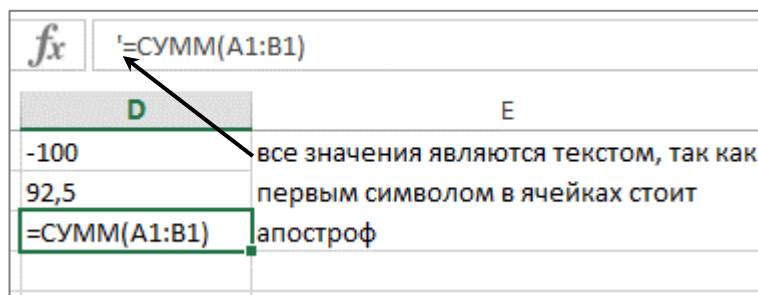 fx '=СУММ(A1:B1)
D E
-100 все значения являются текстом, так как
92,5 первым символом в ячейках стоит
=СУММ(A1:B1) апостроф